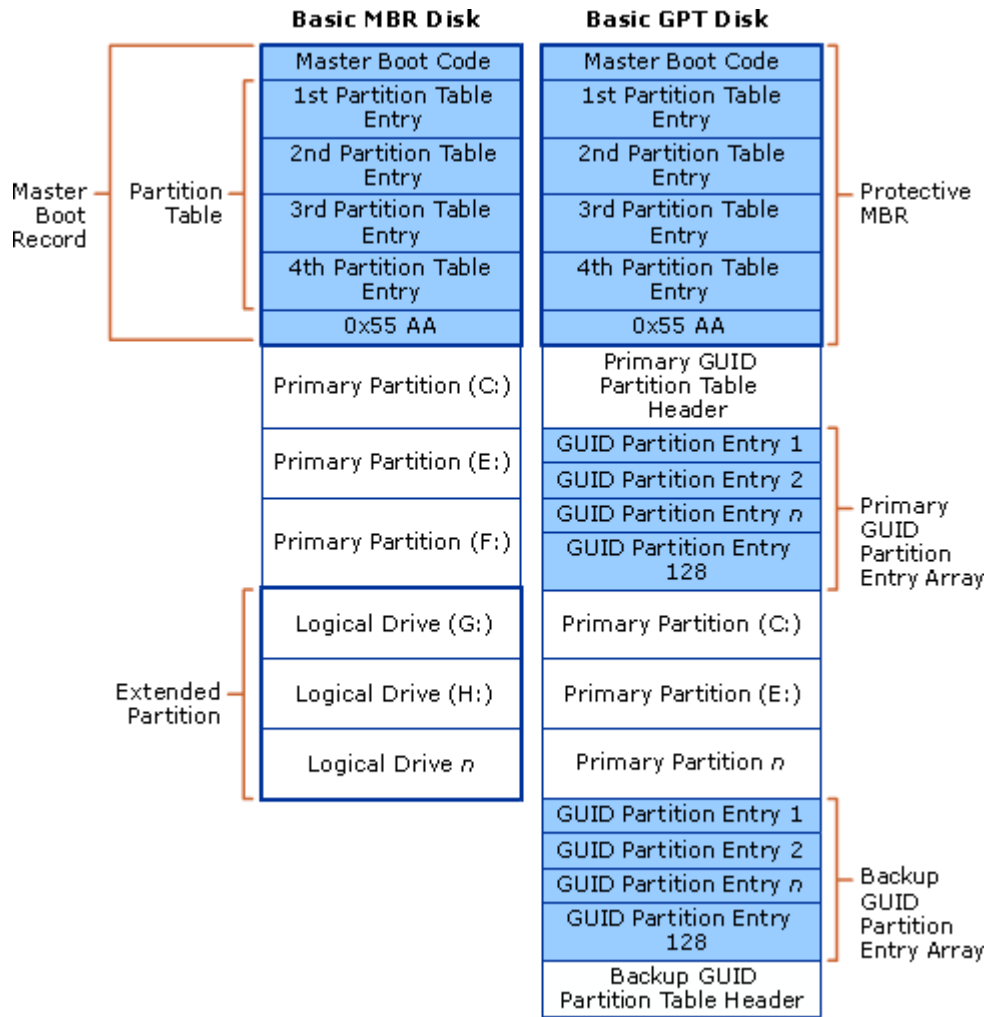 Basic MBR Disk
Master Boot Code
1st Partition Table
Entry
2nd Partition Table
Entry
3rd Partition Table
Entry
4th Partition Table
Entry
0x55 AA
Primary Partition (C:)
Primary Partition (E:)
Primary Partition (F:)
Logical Drive (G:)
Logical Drive (H:)
Logical Drive n
Master
Boot
Record
Partition
Table
Extended
Partition
Basic GPT Disk
Master Boot Code
1st Partition Table
Entry
2nd Partition Table
Entry
3rd Partition Table
Entry
4th Partition Table
Entry
0x55 AA
Primary GUID
Partition Table
Header
GUID Partition Entry 1
GUID Partition Entry 2
GUID Partition Entry n
GUID Partition Entry
128
Primary Partition (C:)
Primary Partition (E:)
Primary Partition n
GUID Partition Entry 1
GUID Partition Entry 2
GUID Partition Entry n
GUID Partition Entry
128
Backup GUID
Partition Table Header
Protective
MBR
Primary
GUID
Partition
Entry Array
Backup
GUID
Partition
Entry Array